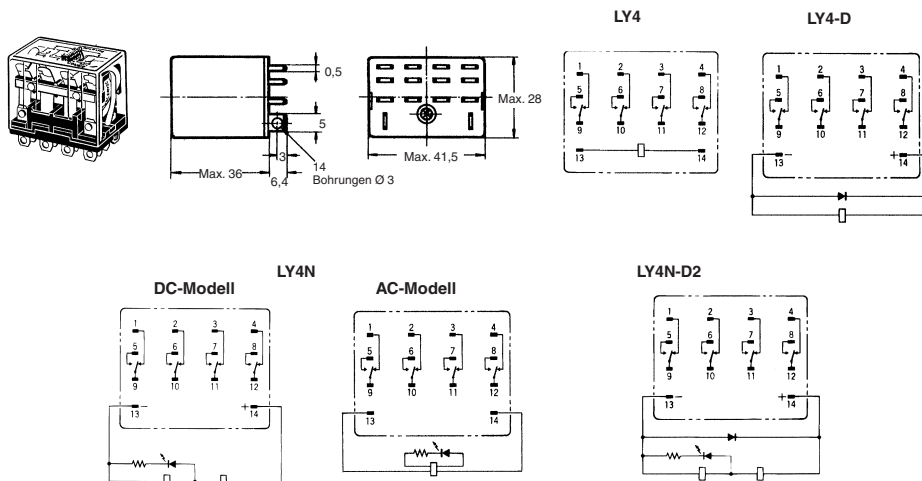 LY4
LY4-D
0,5
5
3
14
Bohrungen Ø 3
Max. 36
6,4
Max. 28
Max. 41,5
1 2 3 4
5 6 7 8
9 10 11 12
13 14
1 2 3 4
5 6 7 8
9 10 11 12
13 − + 14
LY4N
DC-Modell
AC-Modell
LY4N-D2
1 2 3 4
5 6 7 8
9 10 11 12
13 − + 14
1 2 3 4
5 6 7 8
9 10 11 12
13 14
1 2 3 4
5 6 7 8
9 10 11 12
13 − + 14